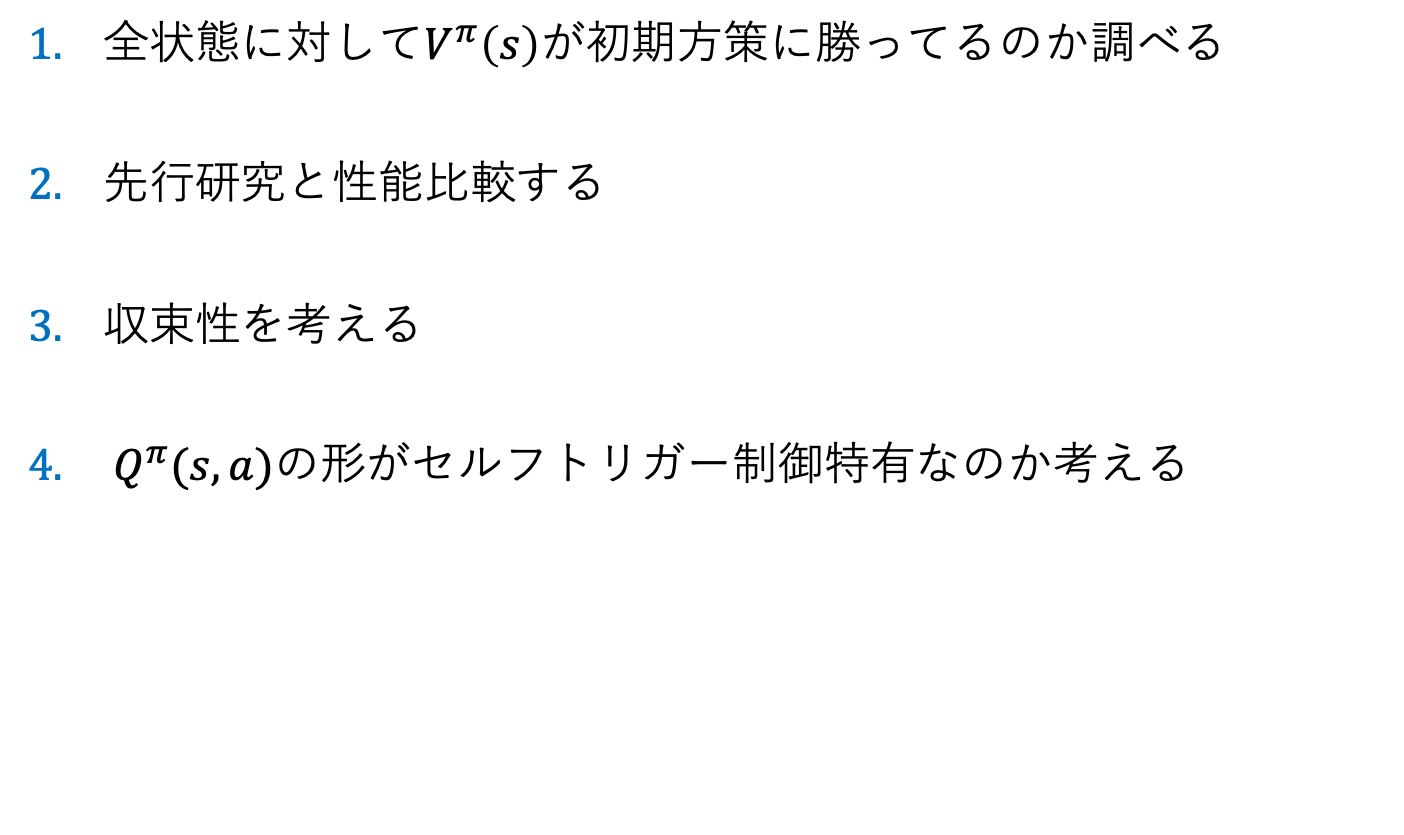 1. 全状態に対して𝑉^𝜋(𝑠)が初期方策に勝ってるのか調べる
2. 先行研究と性能比較する
3. 収束性を考える
4. 𝑄^𝜋(𝑠, 𝑎)の形がセルフトリガー制御特有なのか考える